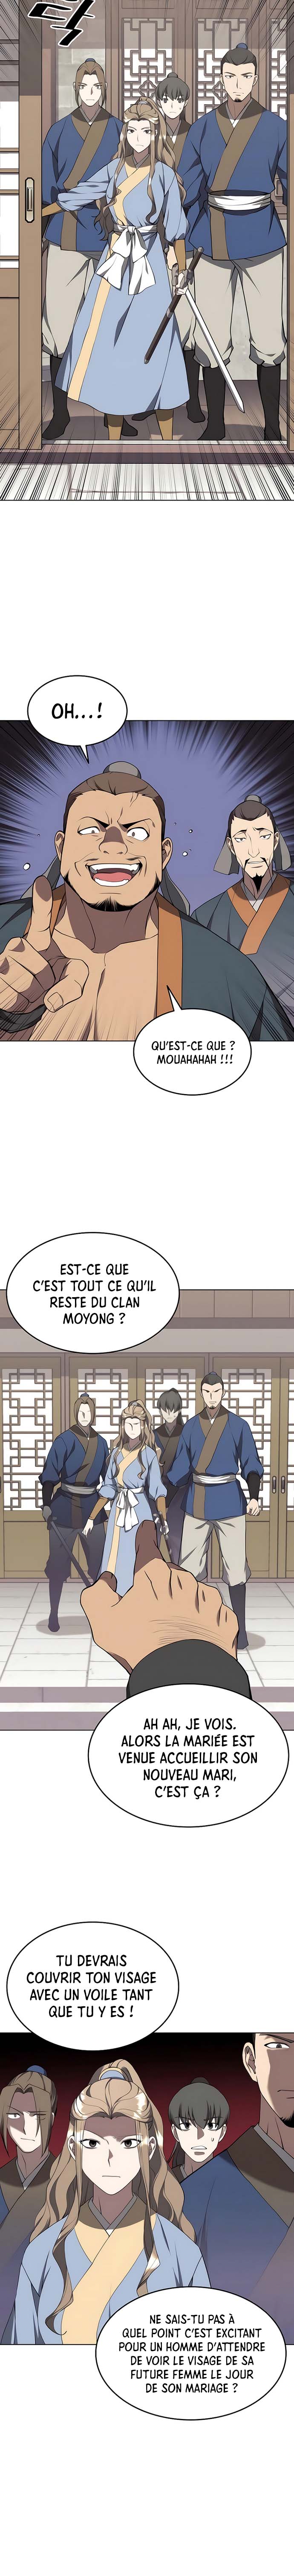 OH...!
QU'EST-CE QUE ?
MOUAHAHAH !!!
EST-CE QUE
C'EST TOUT CE QU'IL
RESTE DU CLAN
MOYONG ?
AH AH, JE VOIS.
ALORS LA MARIÉE EST
VENUE ACCUEILLIR SON
NOUVEAU MARI,
C'EST ÇA ?
TU DEVRAIS
COUVRIR TON VISAGE
AVEC UN VOILE TANT
QUE TU Y ES !
NE SAIS-TU PAS À
QUEL POINT C'EST EXCITANT
POUR UN HOMME D'ATTENDRE
DE VOIR LE VISAGE DE SA
FUTURE FEMME LE JOUR
DE SON MARIAGE ?